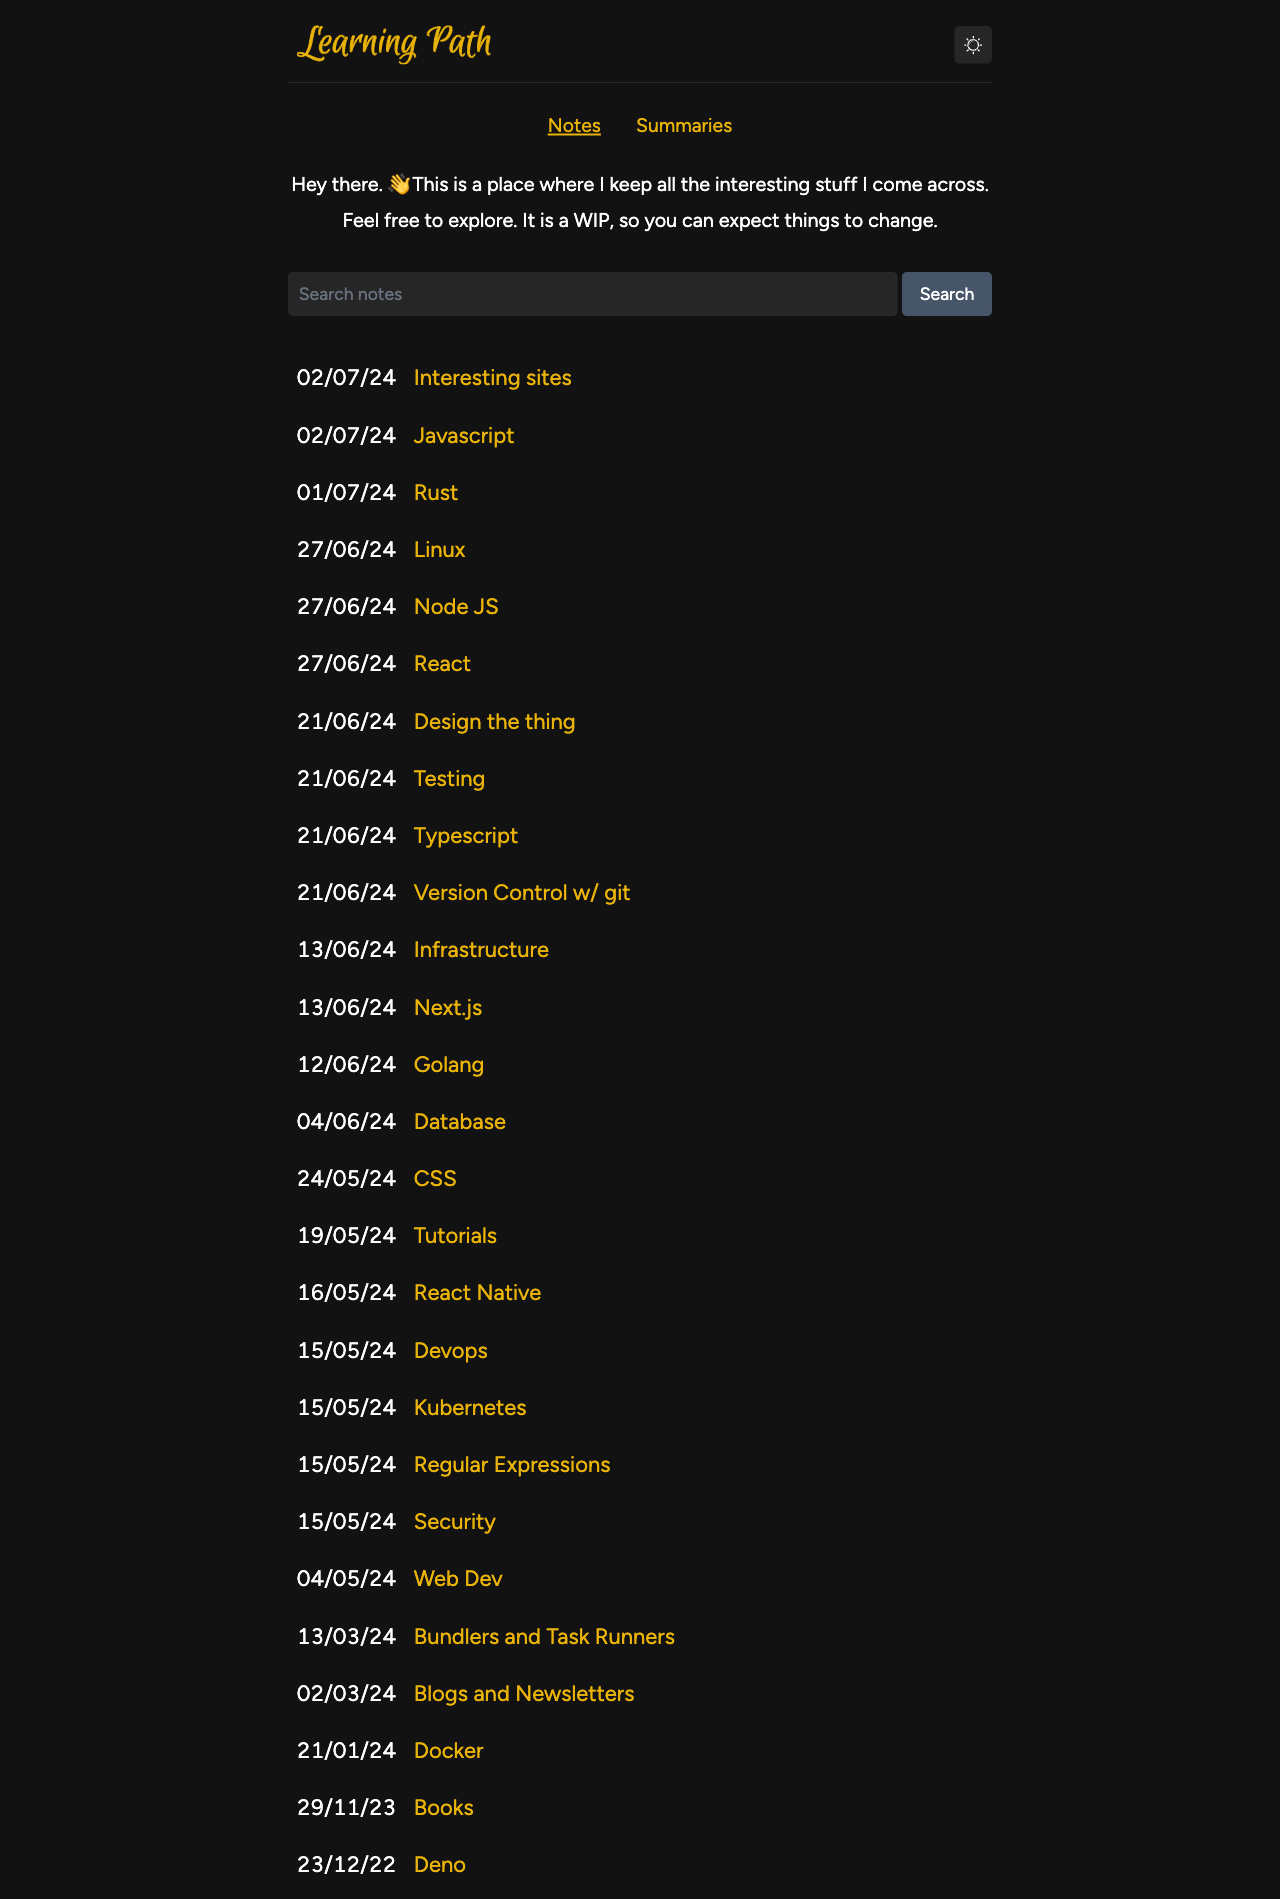 Learning Path
Notes Summaries
Hey there. 👋This is a place where I keep all the interesting stuff I come across.
Feel free to explore. It is a WIP, so you can expect things to change.
Search notes Search
02/07/24 Interesting sites
02/07/24 Javascript
01/07/24 Rust
27/06/24 Linux
27/06/24 Node JS
27/06/24 React
21/06/24 Design the thing
21/06/24 Testing
21/06/24 Typescript
21/06/24 Version Control w/ git
13/06/24 Infrastructure
13/06/24 Next.js
12/06/24 Golang
04/06/24 Database
24/05/24 CSS
19/05/24 Tutorials
16/05/24 React Native
15/05/24 Devops
15/05/24 Kubernetes
15/05/24 Regular Expressions
15/05/24 Security
04/05/24 Web Dev
13/03/24 Bundlers and Task Runners
02/03/24 Blogs and Newsletters
21/01/24 Docker
29/11/23 Books
23/12/22 Deno